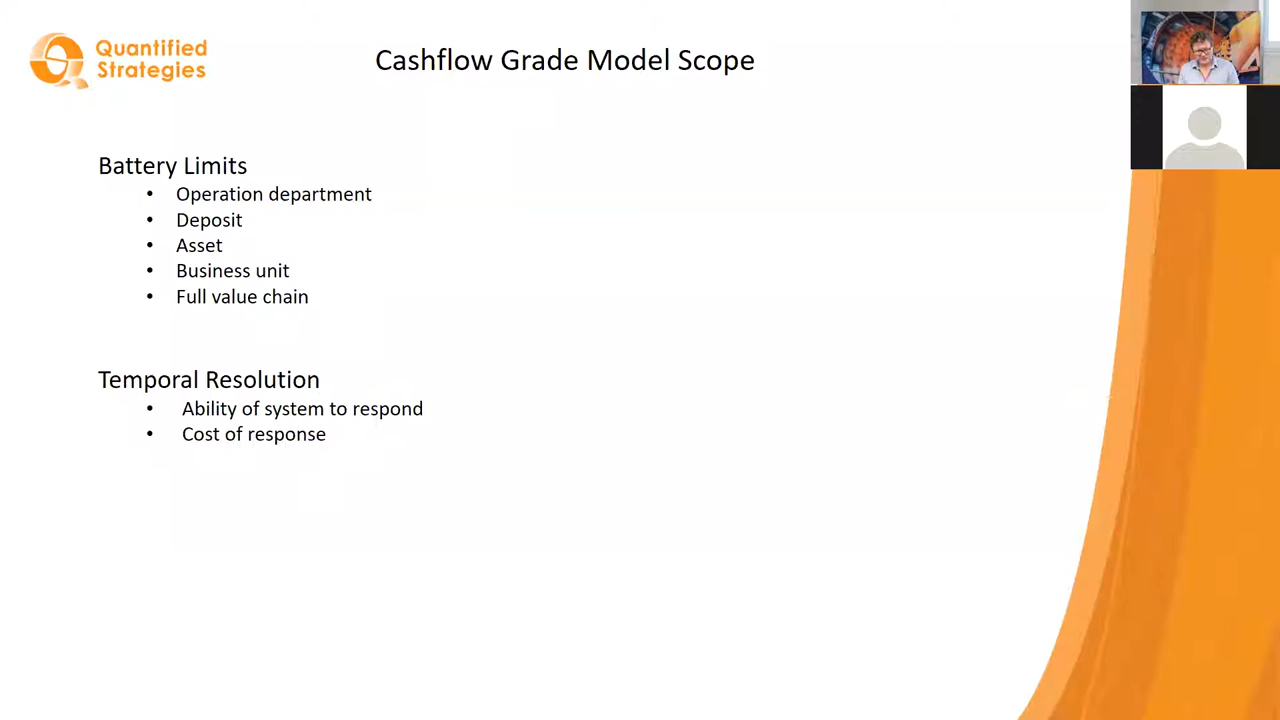 Quantified
Strategies
Cashflow Grade Model Scope
Battery Limits
• Operation department
• Deposit
• Asset
• Business unit
• Full value chain
Temporal Resolution
• Ability of system to respond
• Cost of response